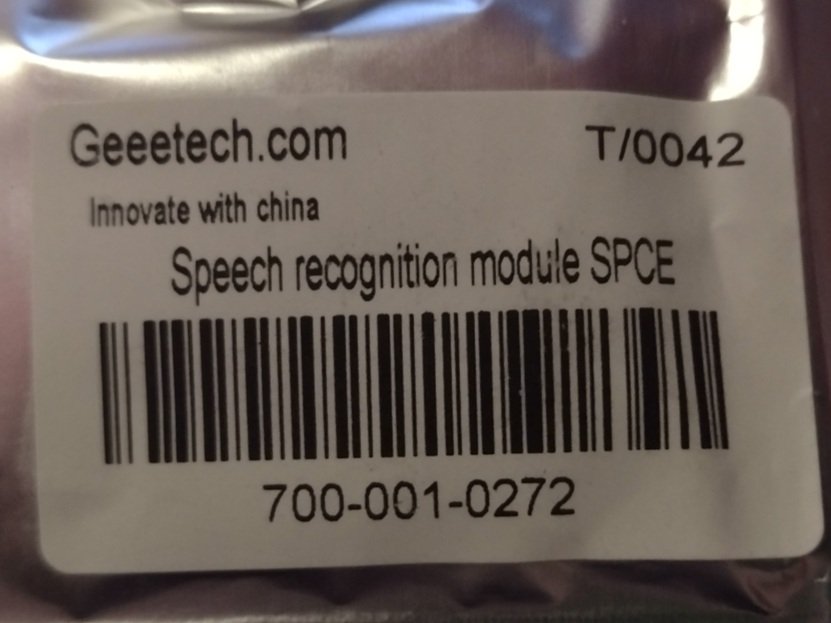 Geeetech.com T/0042
Innovate with china
Speech recognition module SPCE
700-001-0272